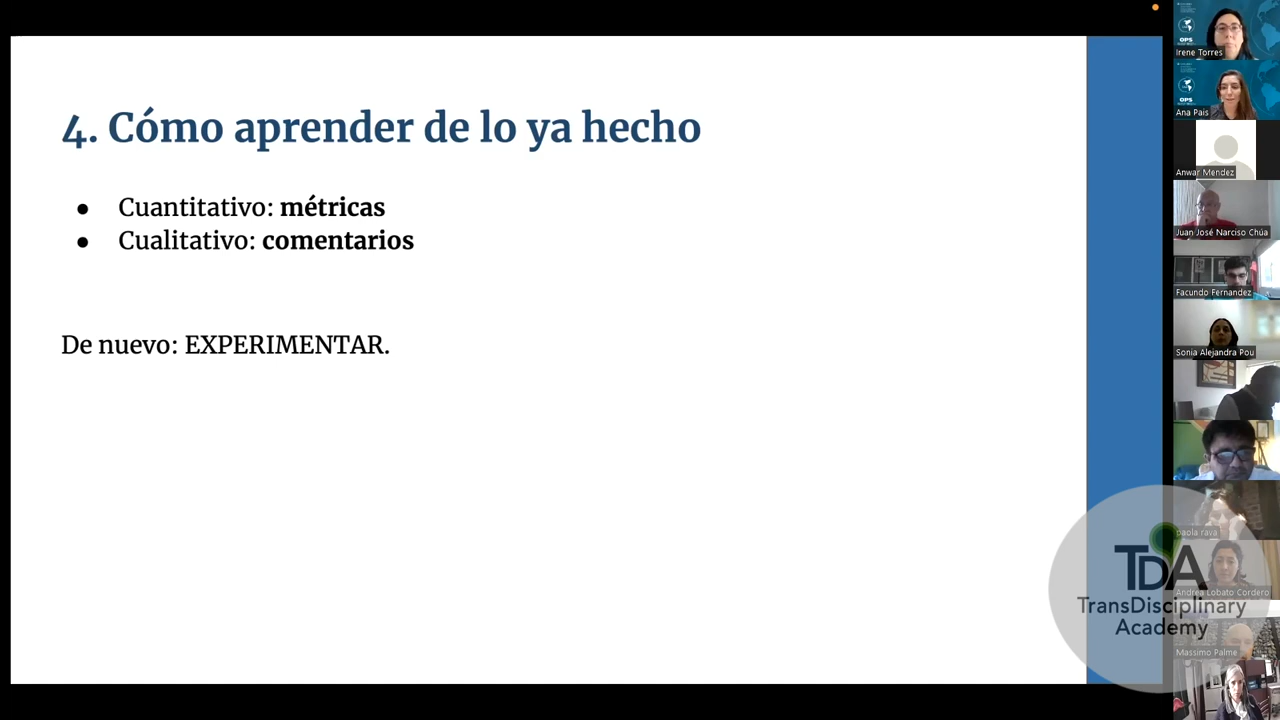 4. Cómo aprender de lo ya hecho
● Cuantitativo: métricas
● Cualitativo: comentarios
De nuevo: EXPERIMENTAR.
OPS
Irene Torres
OPS
Ana Pais
Anwar Mendez
Juan José Narciso Chúa
Facundo Fernandez
Sonia Alejandra Pou
paola rava
Andrea Lobato Cordero
Massimo Palme
TDA
TransDisciplinary
Academy